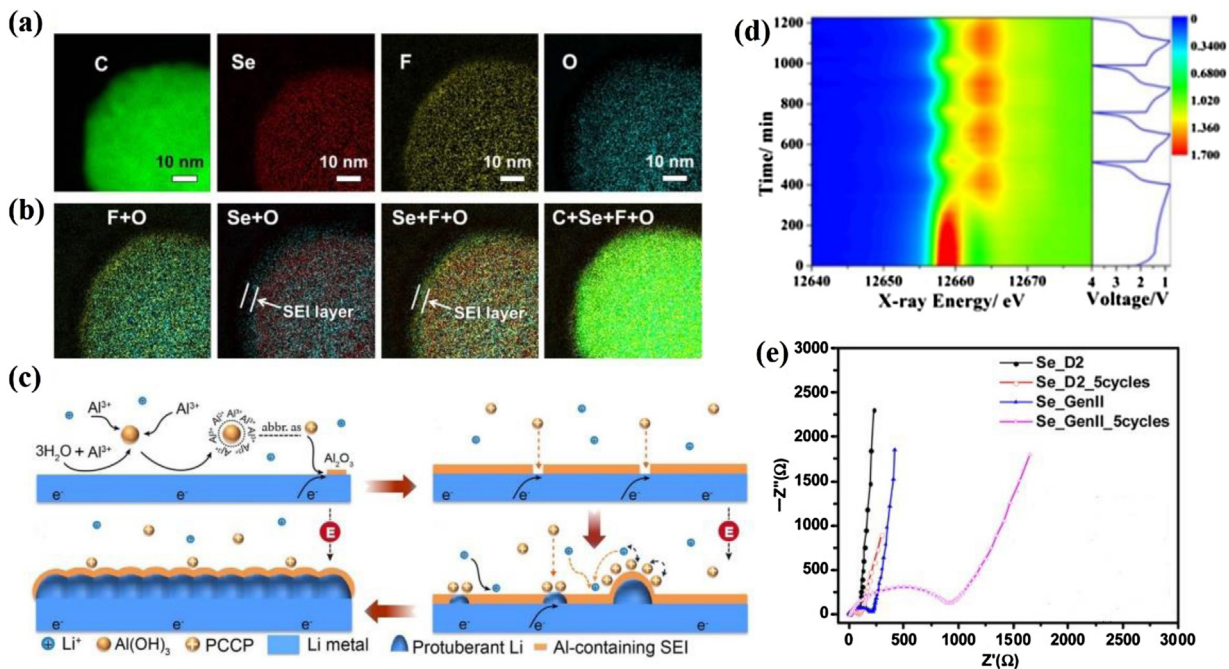 (a)
C
Se
F
O
10 nm
10 nm
10 nm
10 nm
(b)
F+O
Se+O
Se+F+O
C+Se+F+O
SEI layer
SEI layer
(c)
Al³⁺
Al³⁺
3H₂O + Al³⁺
abbr. as
Al₂O₃
e⁻
e⁻
e⁻
e⁻
e⁻
e⁻
E
E
e⁻
e⁻
e⁻
e⁻
e⁻
e⁻
Li⁺
Al(OH)₃
PCCP
Li metal
Protuberant Li
Al-containing SEI
(d)
1200
1000
800
600
400
200
0
Time/ min
12640
12650
12660
12670
X-ray Energy/ eV
4
3
2
1
Voltage/V
0
0.3400
0.6800
1.020
1.360
1.700
(e)
3000
2500
2000
1500
1000
500
0
−Z''(Ω)
0
500
1000
1500
2000
2500
3000
Z'(Ω)
Se_D2
Se_D2_5cycles
Se_GenII
Se_GenII_5cycles